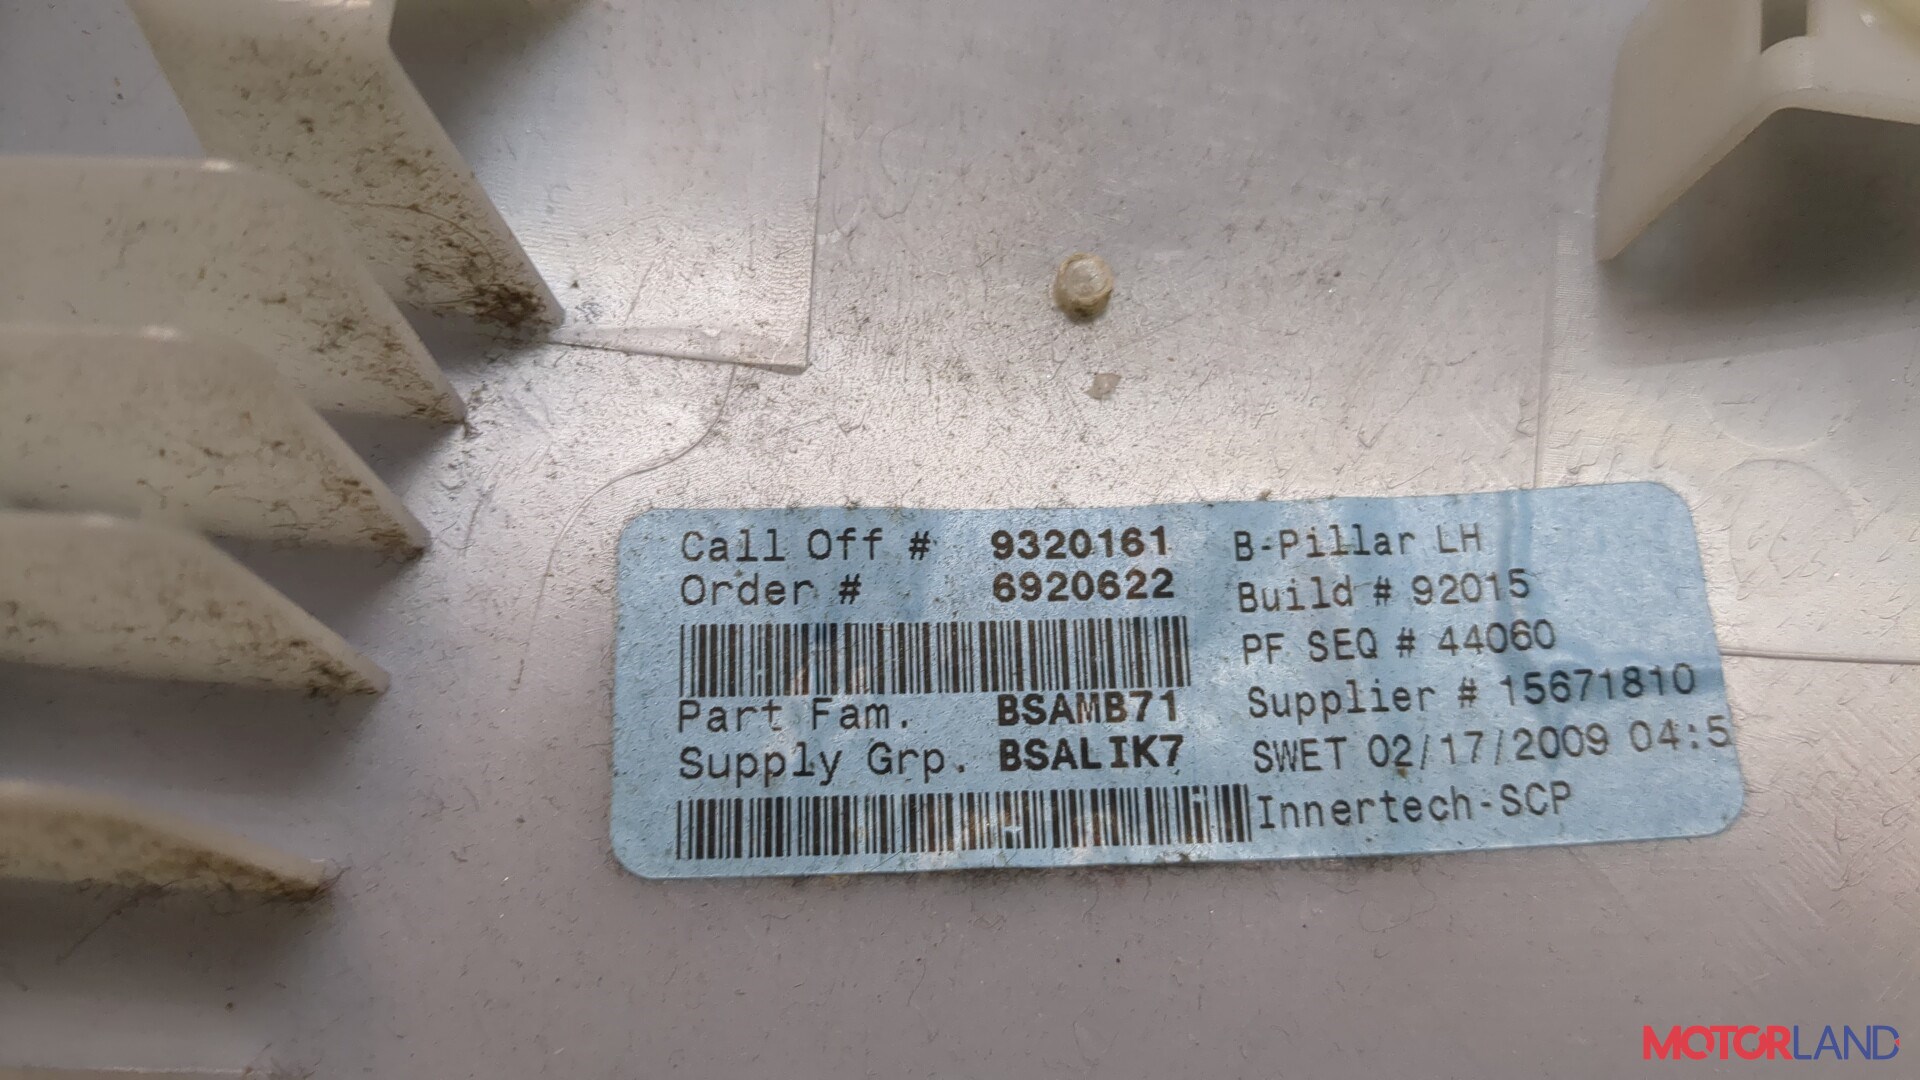 Call Off # 9320161 B-Pillar LH
Order # 6920622 Build # 92015
PF SEQ # 44060
Part Fam. BSAMB71 Supplier # 15671810
Supply Grp. BSALIK7 SWET 02/17/2009 04:5
Innertech-SCP
MOTORLAND